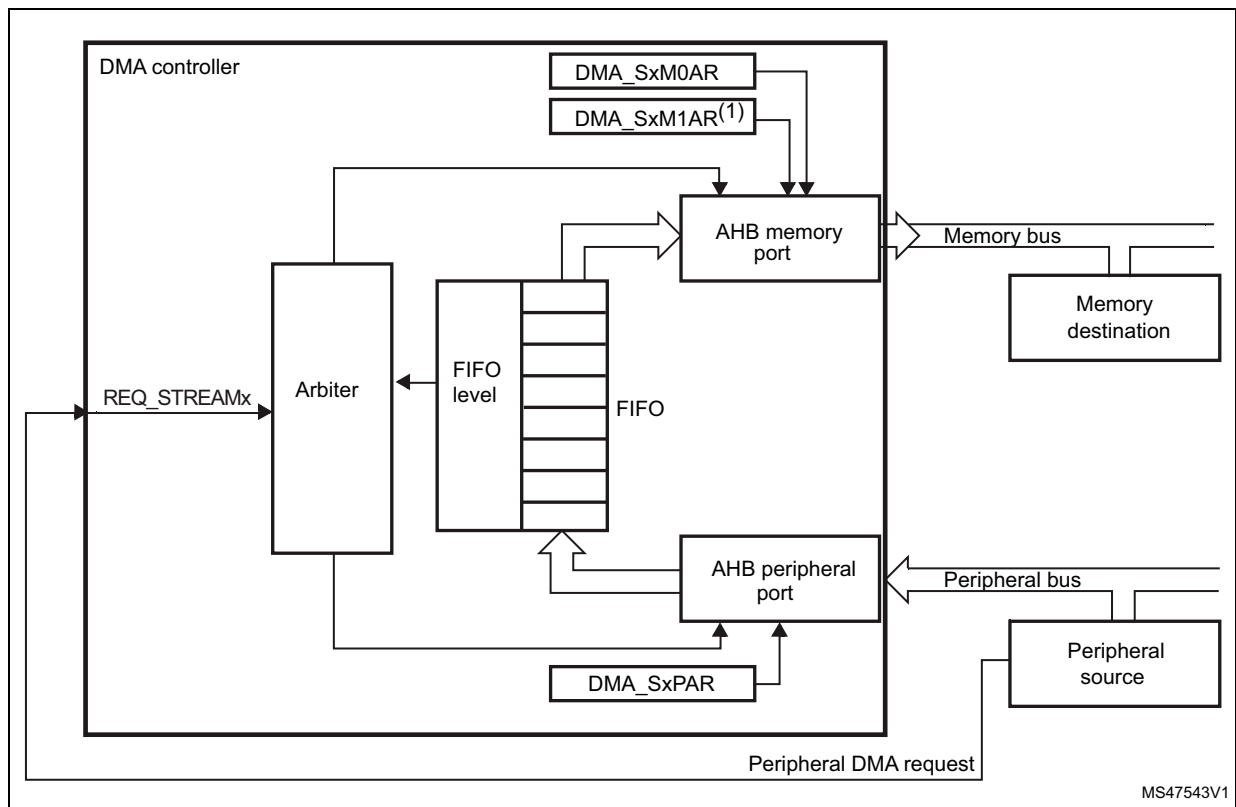 DMA controller
DMA_SxM0AR
DMA_SxM1AR(1)
AHB memory
port
Memory bus
Memory
destination
REQ_STREAMx
Arbiter
FIFO
level
FIFO
AHB peripheral
port
Peripheral bus
Peripheral
source
DMA_SxPAR
Peripheral DMA request
MS47543V1